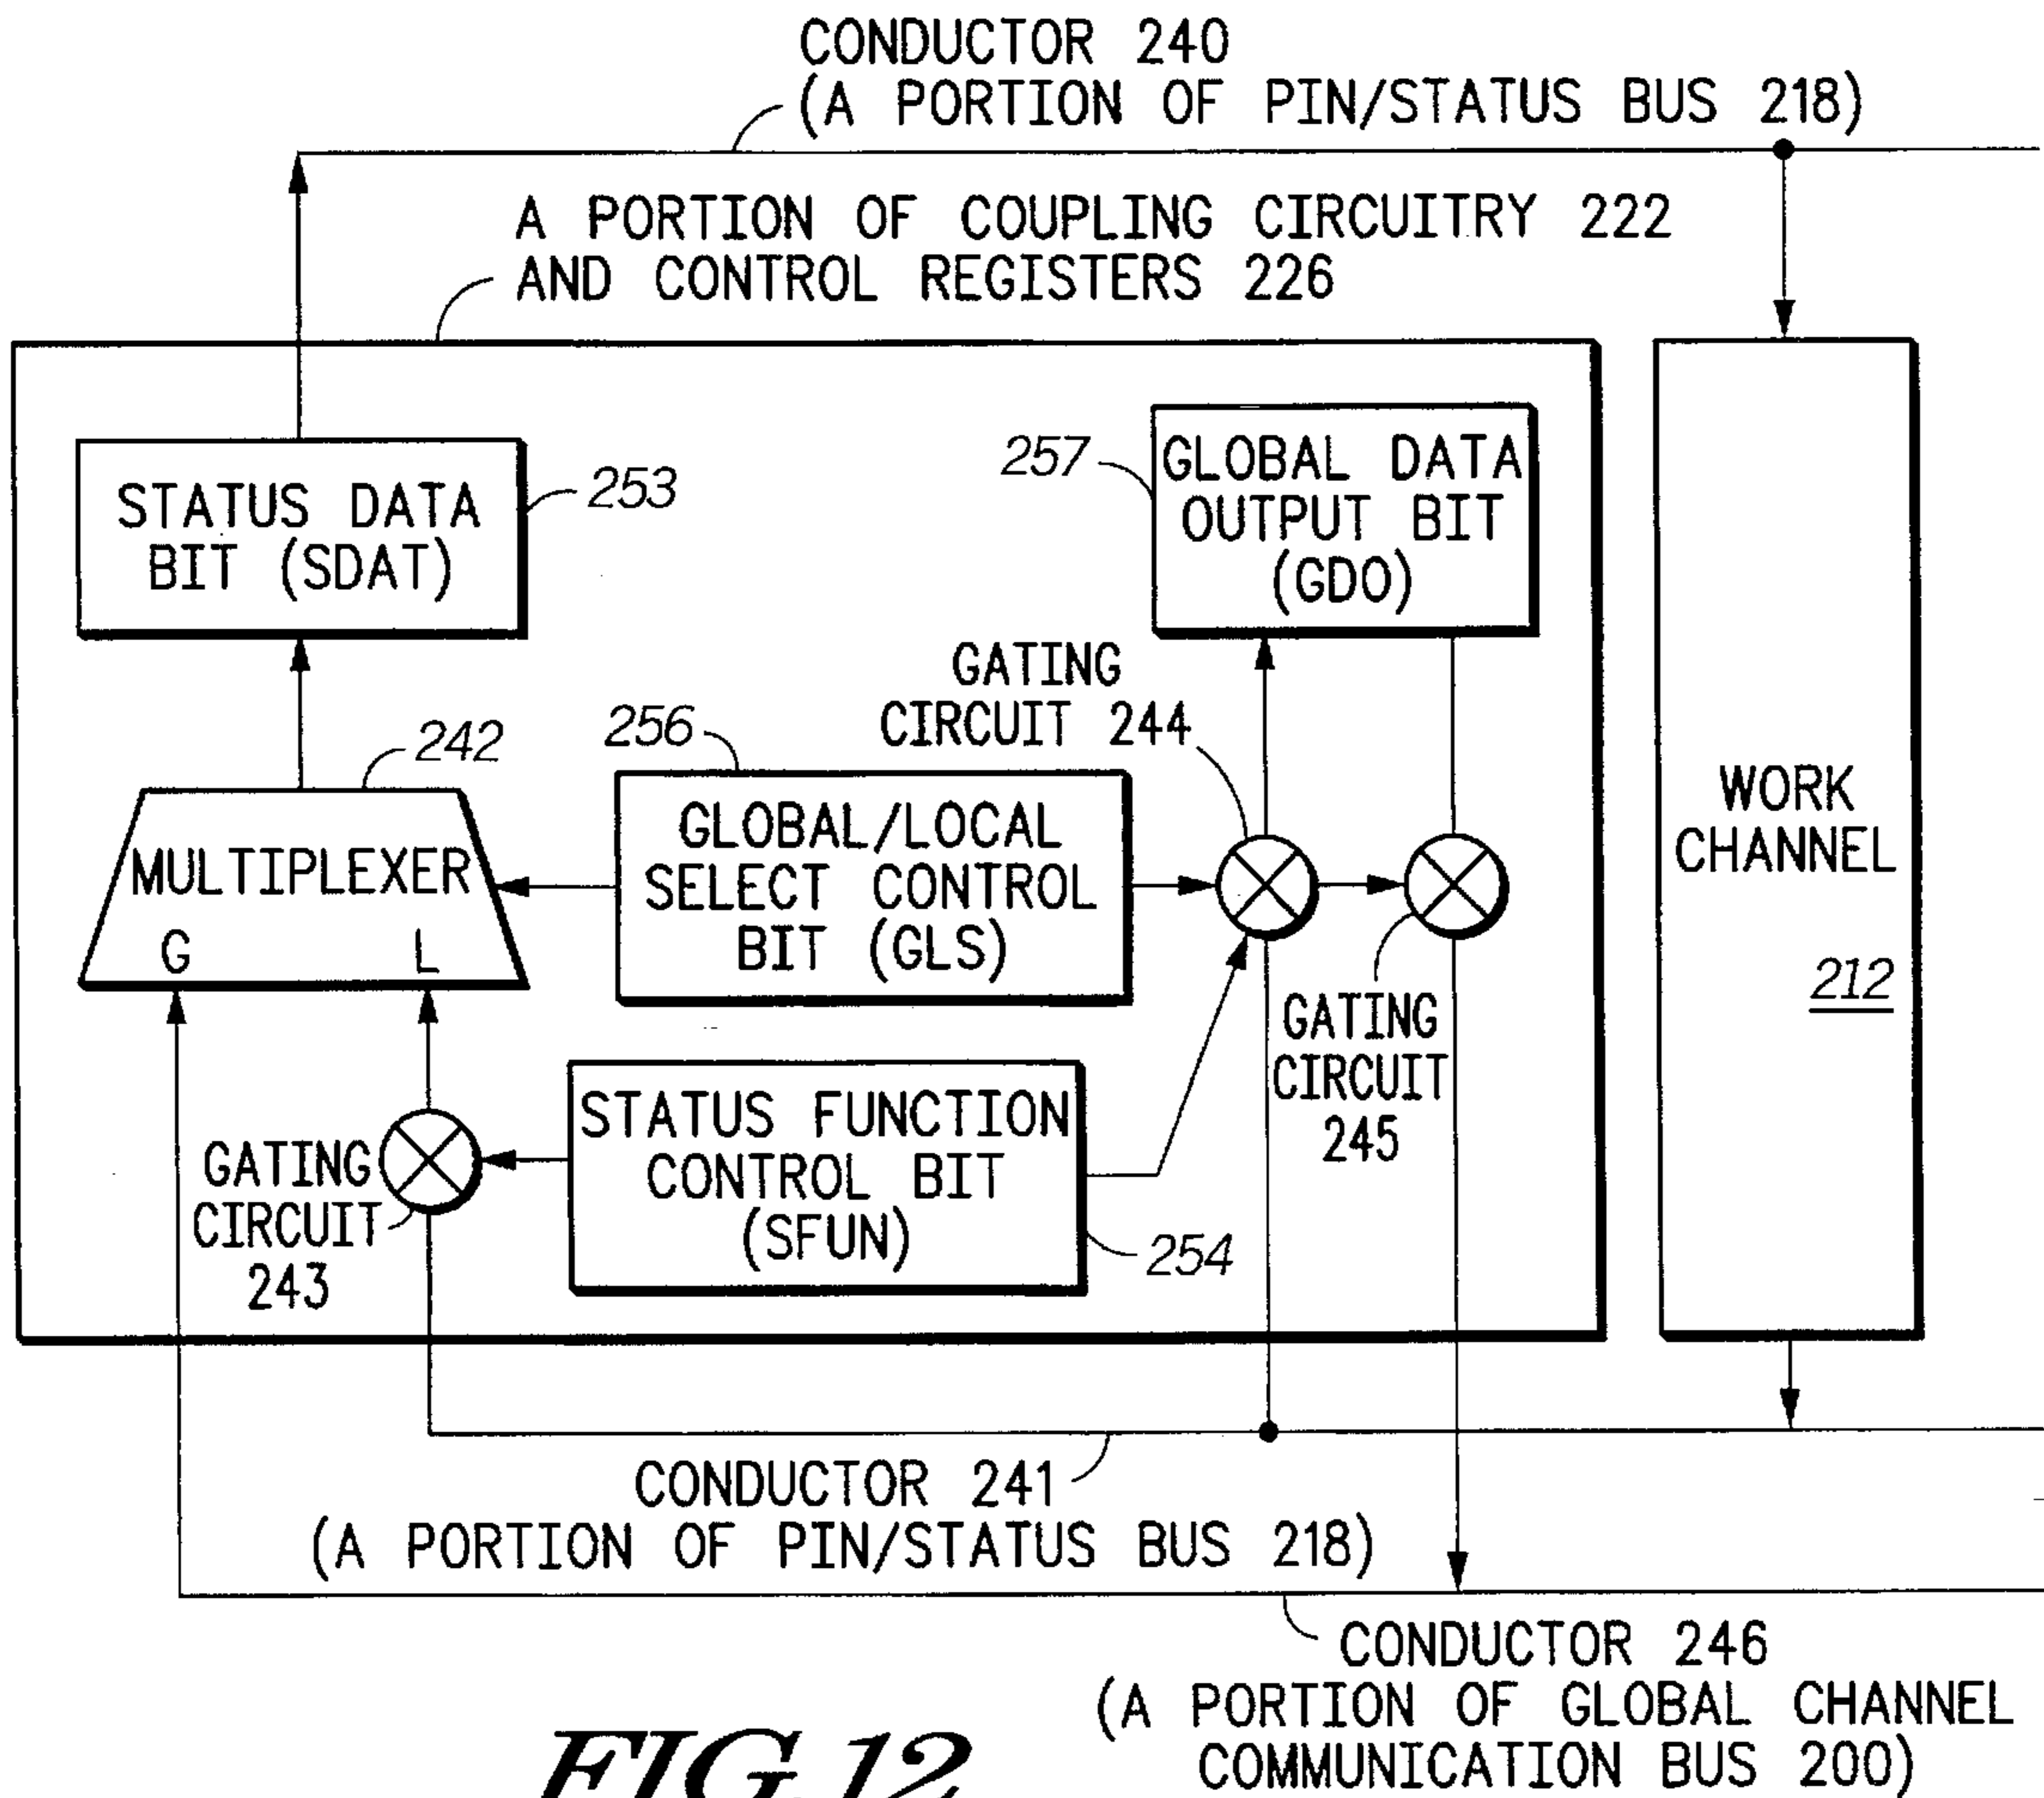 CONDUCTOR 240
(A PORTION OF PIN/STATUS BUS 218)
A PORTION OF COUPLING CIRCUITRY 222
AND CONTROL REGISTERS 226
STATUS DATA
BIT (SDAT)
253
257
GLOBAL DATA
OUTPUT BIT
(GDO)
GATING
CIRCUIT 244
242
256
MULTIPLEXER
G L
GLOBAL/LOCAL
SELECT CONTROL
BIT (GLS)
WORK
CHANNEL
212
GATING
CIRCUIT
245
GATING
CIRCUIT
243
STATUS FUNCTION
CONTROL BIT
(SFUN)
254
CONDUCTOR 241
(A PORTION OF PIN/STATUS BUS 218)
CONDUCTOR 246
(A PORTION OF GLOBAL CHANNEL
COMMUNICATION BUS 200)
FIG.12